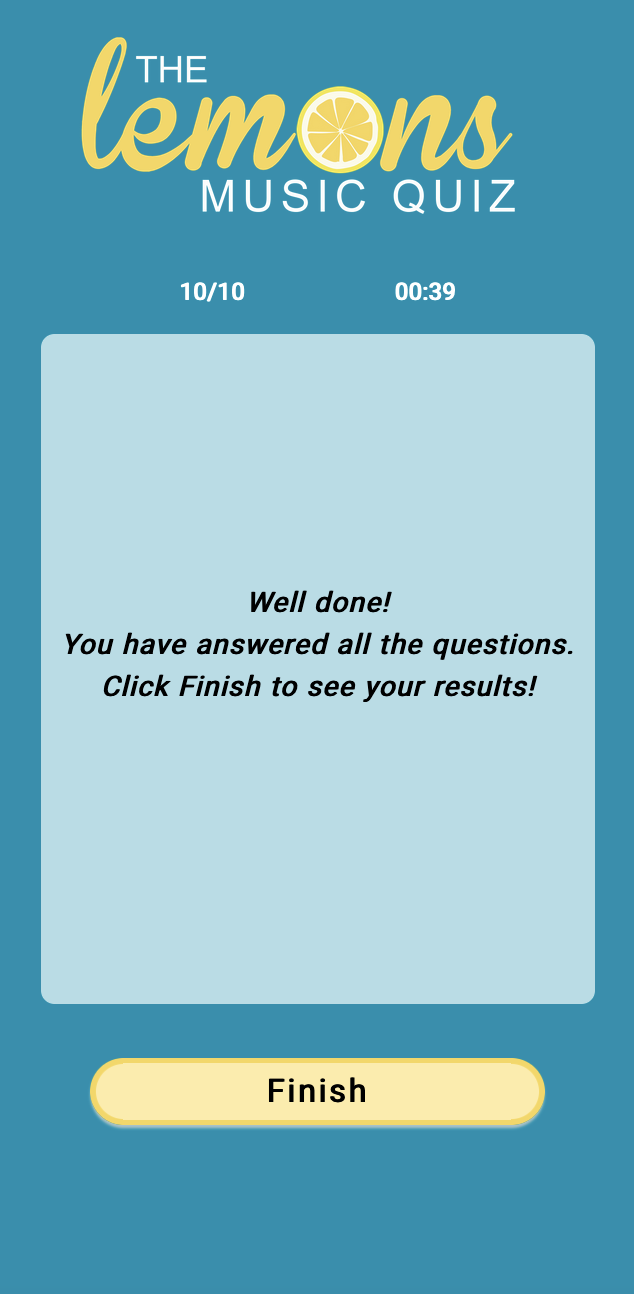 THE
lemons
MUSIC QUIZ
10/10 00:39
Well done!
You have answered all the questions.
Click Finish to see your results!
Finish